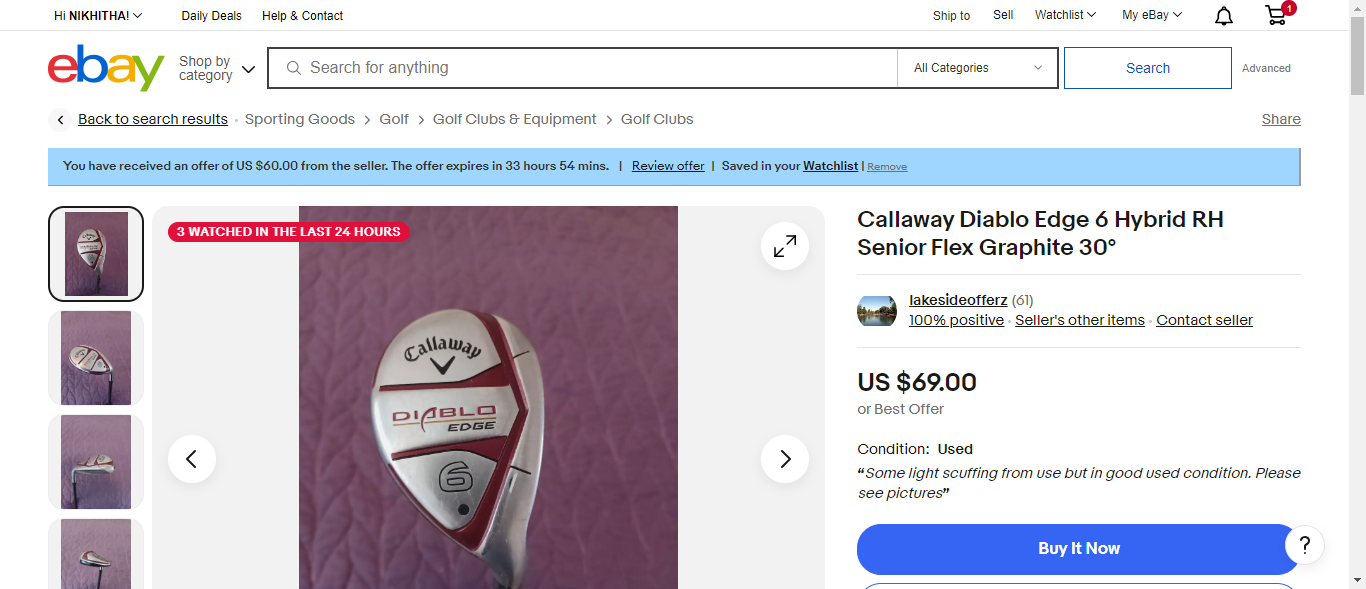 Hi NIKHITHA! Daily Deals Help & Contact Ship to Sell Watchlist My eBay 1
ebay Shop by category Search for anything All Categories Search Advanced
Back to search results Sporting Goods Golf Golf Clubs & Equipment Golf Clubs Share
You have received an offer of US $60.00 from the seller. The offer expires in 33 hours 54 mins. | Review offer | Saved in your Watchlist | Remove
3 WATCHED IN THE LAST 24 HOURS
Callaway
DIABLO
EDGE
6
Callaway Diablo Edge 6 Hybrid RH
Senior Flex Graphite 30°
lakesideofferz (61)
100% positive · Seller's other items · Contact seller
US $69.00
or Best Offer
Condition: Used
“Some light scuffing from use but in good used condition. Please
see pictures”
Buy It Now
?